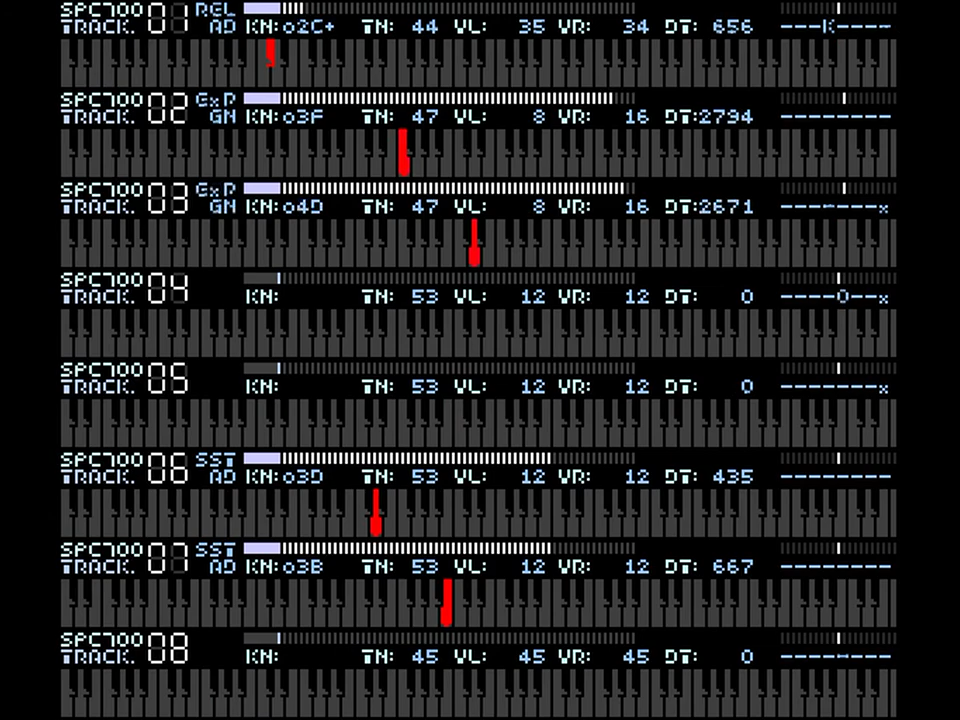 SPC700 01 REL
TRACK. AD KN:o2C+ TN: 44 VL: 35 VR: 34 DT: 656 ----K----
SPC700 02 GxP
TRACK. GN KN:o3F TN: 47 VL: 8 VR: 16 DT:2794 ---------
SPC700 03 GxP
TRACK. GN KN:o4D TN: 47 VL: 8 VR: 16 DT:2671 --------x
SPC700 04
TRACK. KN: TN: 53 VL: 12 VR: 12 DT: 0 -----O--x
SPC700 05
TRACK. KN: TN: 53 VL: 12 VR: 12 DT: 0 --------x
SPC700 06 SST
TRACK. AD KN:o3D TN: 53 VL: 12 VR: 12 DT: 435 ---------
SPC700 07 SST
TRACK. AD KN:o3B TN: 53 VL: 12 VR: 12 DT: 667 ---------
SPC700 08
TRACK. KN: TN: 45 VL: 45 VR: 45 DT: 0 ---------